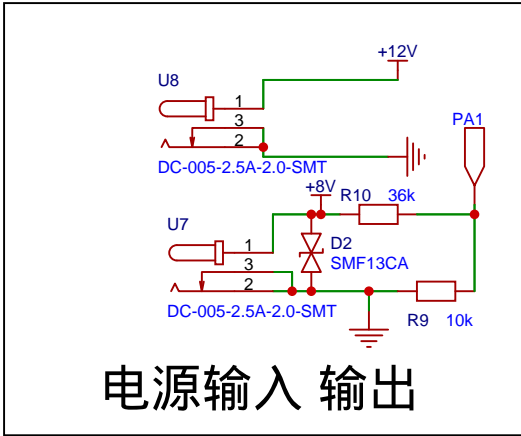 +12V
U8
1
3
2
DC-005-2.5A-2.0-SMT
PA1
+8V
R10 36k
U7
1
D2
SMF13CA
3
2
DC-005-2.5A-2.0-SMT
R9 10k
电源输入 输出